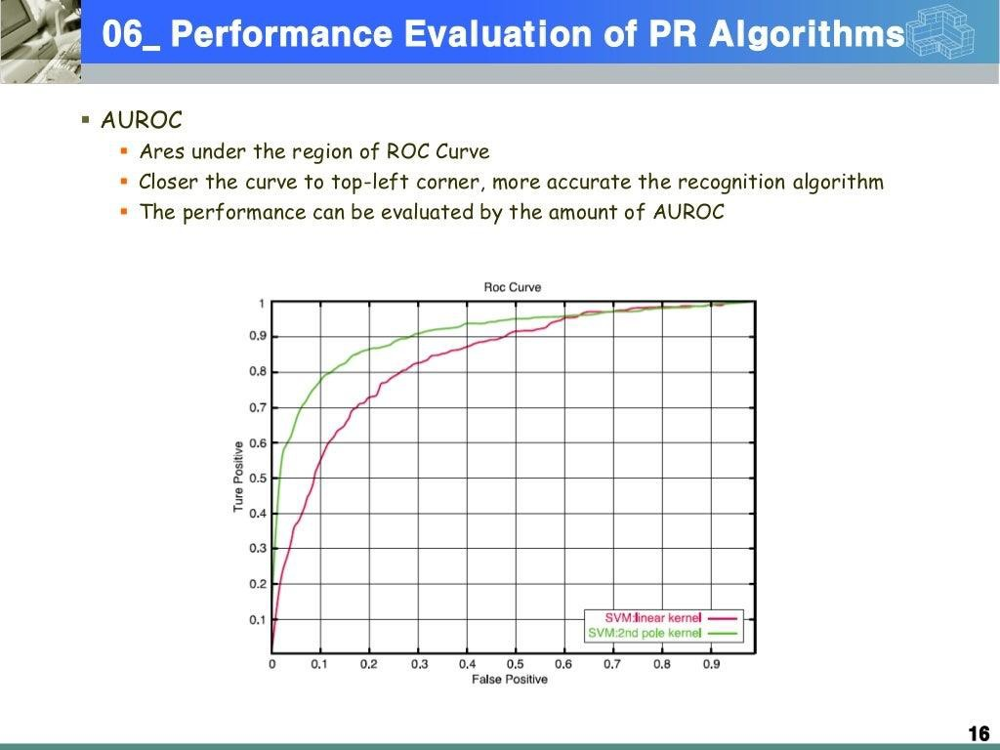 06_ Performance Evaluation of PR Algorithms
▪ AUROC
▪ Ares under the region of ROC Curve
▪ Closer the curve to top-left corner, more accurate the recognition algorithm
▪ The performance can be evaluated by the amount of AUROC
Roc Curve
1
0.9
0.8
0.7
0.6
0.5
0.4
0.3
0.2
0.1
Ture Positive
SVM:linear kernel
SVM:2nd pole kernel
0 0.1 0.2 0.3 0.4 0.5 0.6 0.7 0.8 0.9
False Positive
16